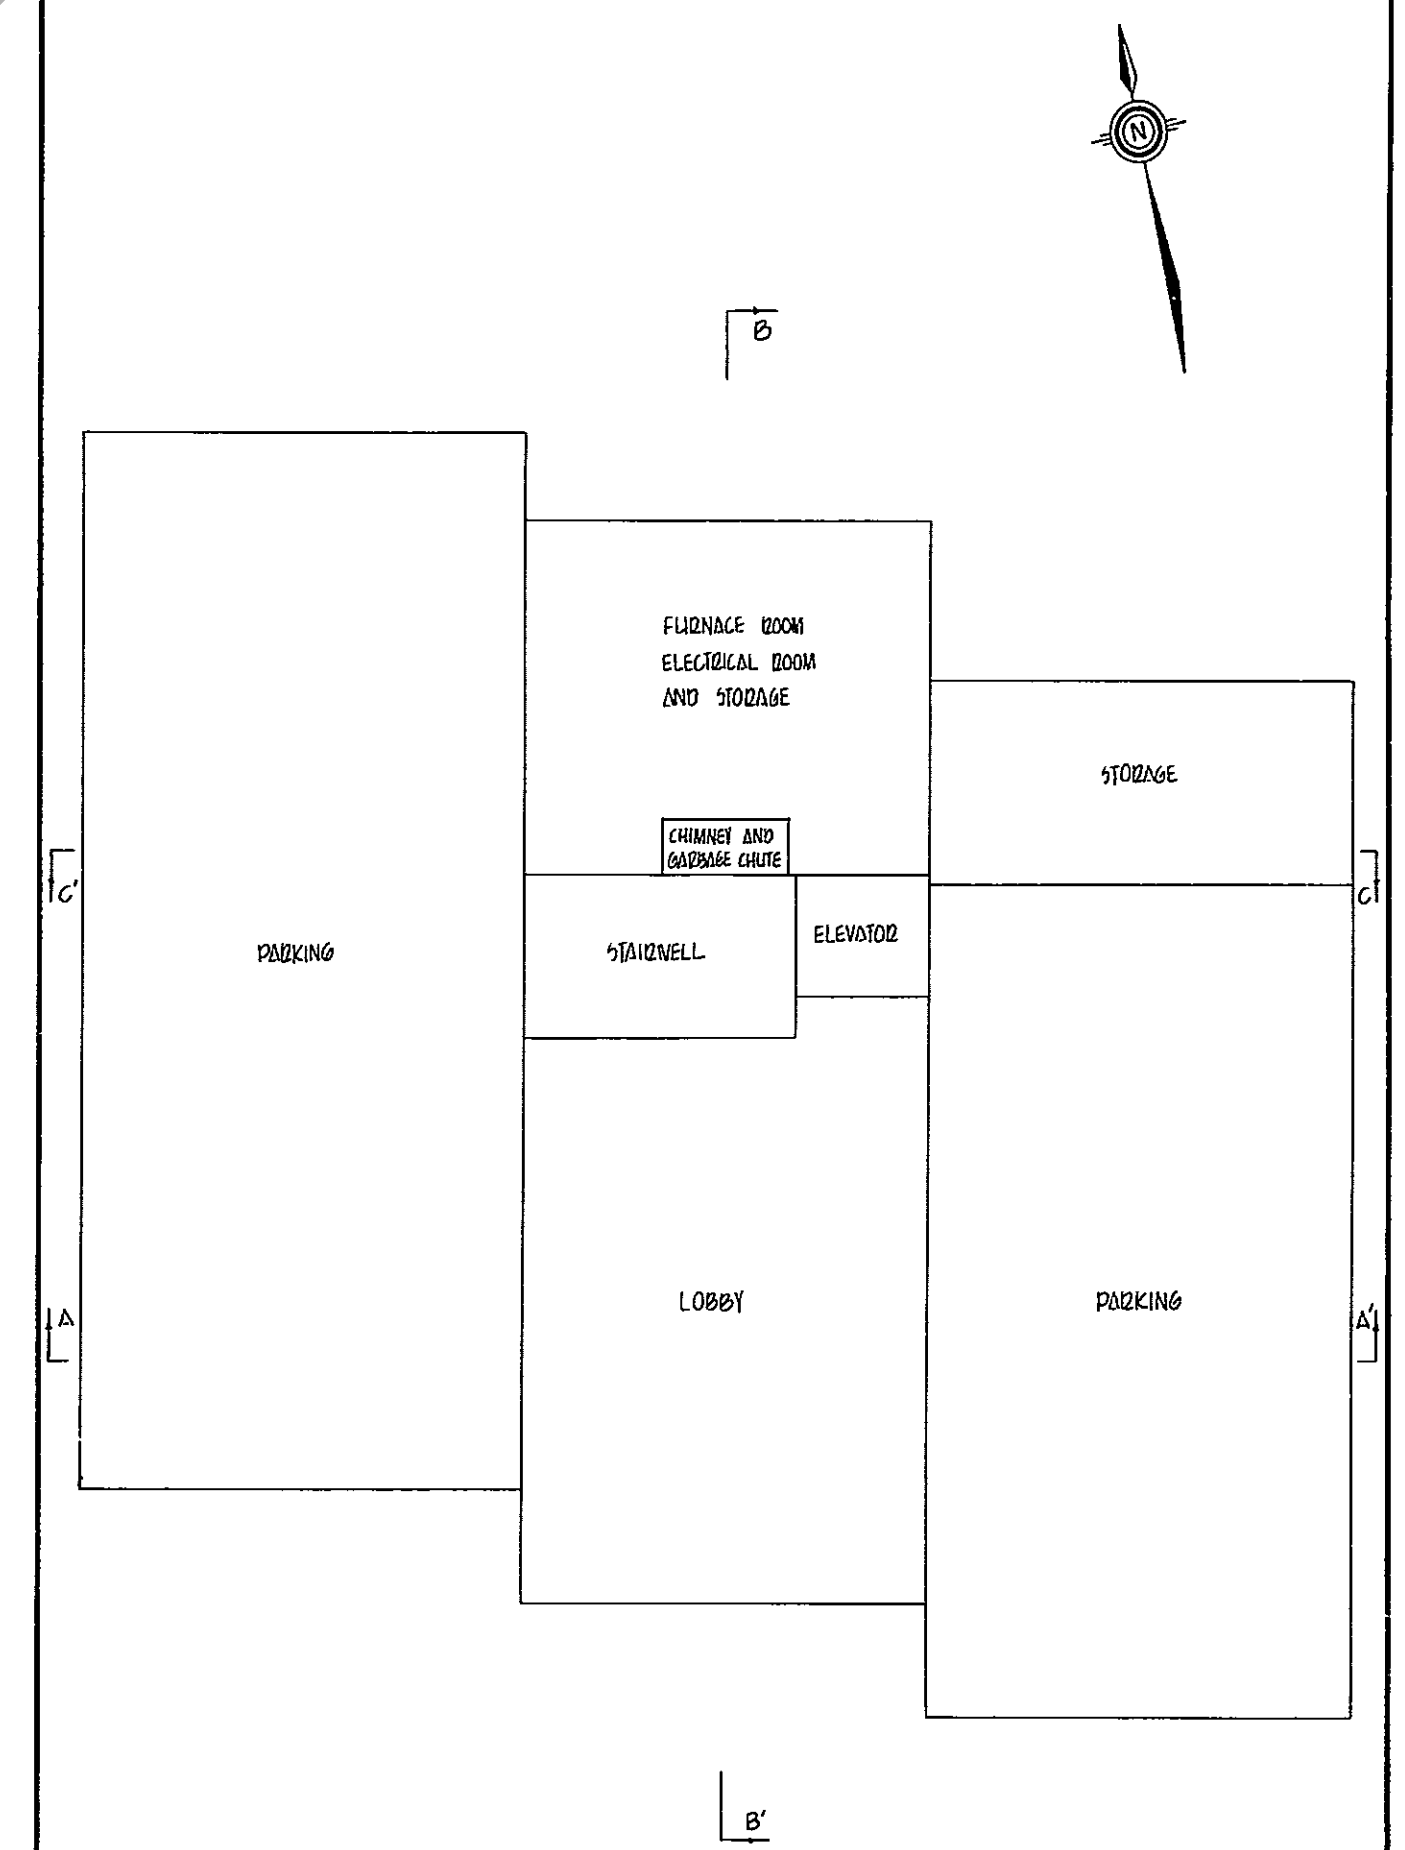 N
B
FURNACE ROOM
ELECTRICAL ROOM
AND STORAGE
STORAGE
CHIMNEY AND
GARBAGE CHUTE
C'
C
PARKING
STAIRWELL
ELEVATOR
LOBBY
PARKING
A
A'
B'